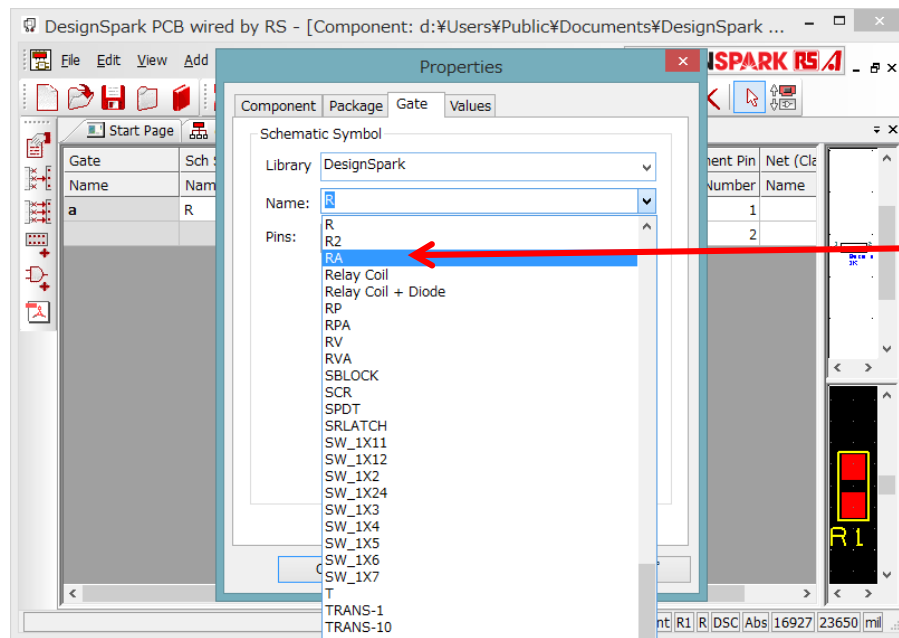 DesignSpark PCB wired by RS - [Component: d:¥Users¥Public¥Documents¥DesignSpark ...
File Edit View Add
NSPARK RS
Properties
Component Package Gate Values
Start Page
Schematic Symbol
Library DesignSpark
Name: R
Pins:
Gate Sch
Name Nam
a R
nent Pin Net (Cla
Number Name
1
2
R
R2
RA
Relay Coil
Relay Coil + Diode
RP
RPA
RV
RVA
SBLOCK
SCR
SPDT
SRLATCH
SW_1X11
SW_1X12
SW_1X2
SW_1X24
SW_1X3
SW_1X4
SW_1X5
SW_1X6
SW_1X7
T
TRANS-1
TRANS-10
R1
nt R1 R DSC Abs 16927 23650 mil